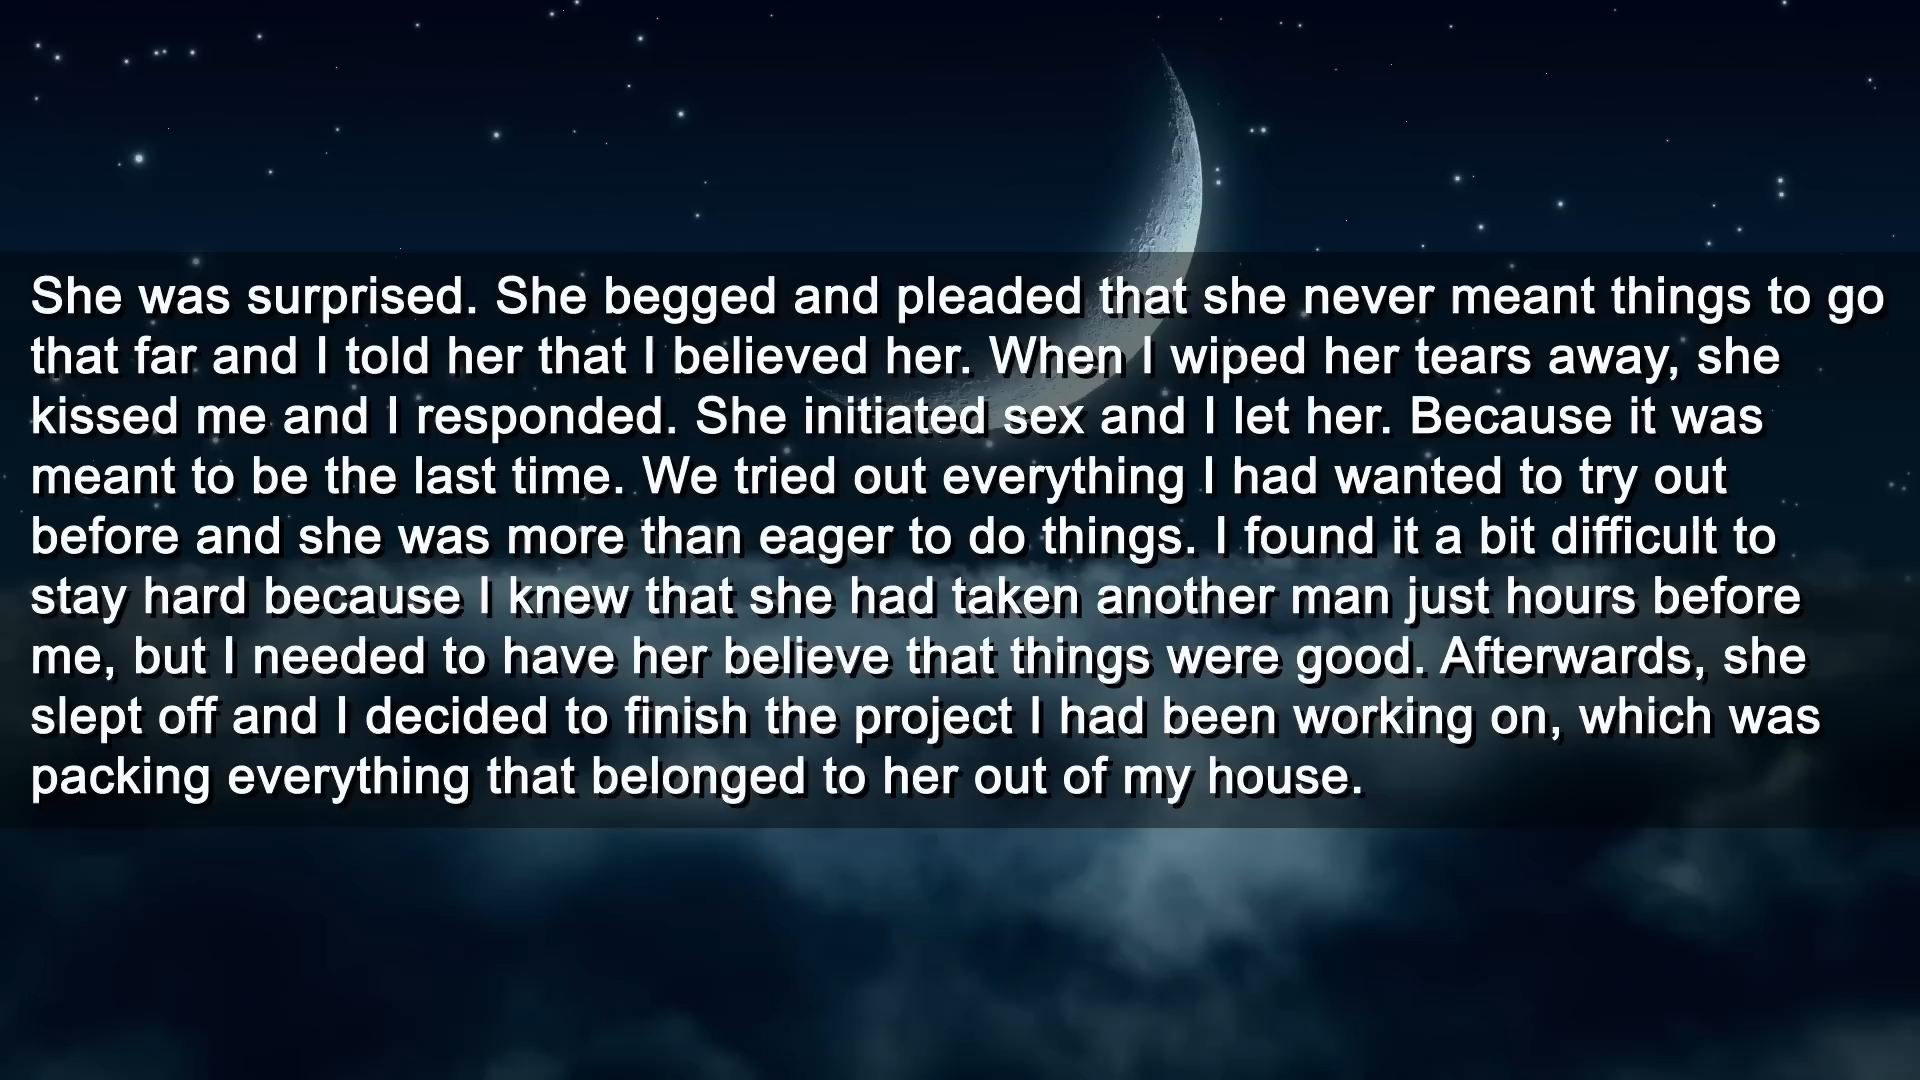 She was surprised. She begged and pleaded that she never meant things to go
that far and I told her that I believed her. When I wiped her tears away, she
kissed me and I responded. She initiated sex and I let her. Because it was
meant to be the last time. We tried out everything I had wanted to try out
before and she was more than eager to do things. I found it a bit difficult to
stay hard because I knew that she had taken another man just hours before
me, but I needed to have her believe that things were good. Afterwards, she
slept off and I decided to finish the project I had been working on, which was
packing everything that belonged to her out of my house.